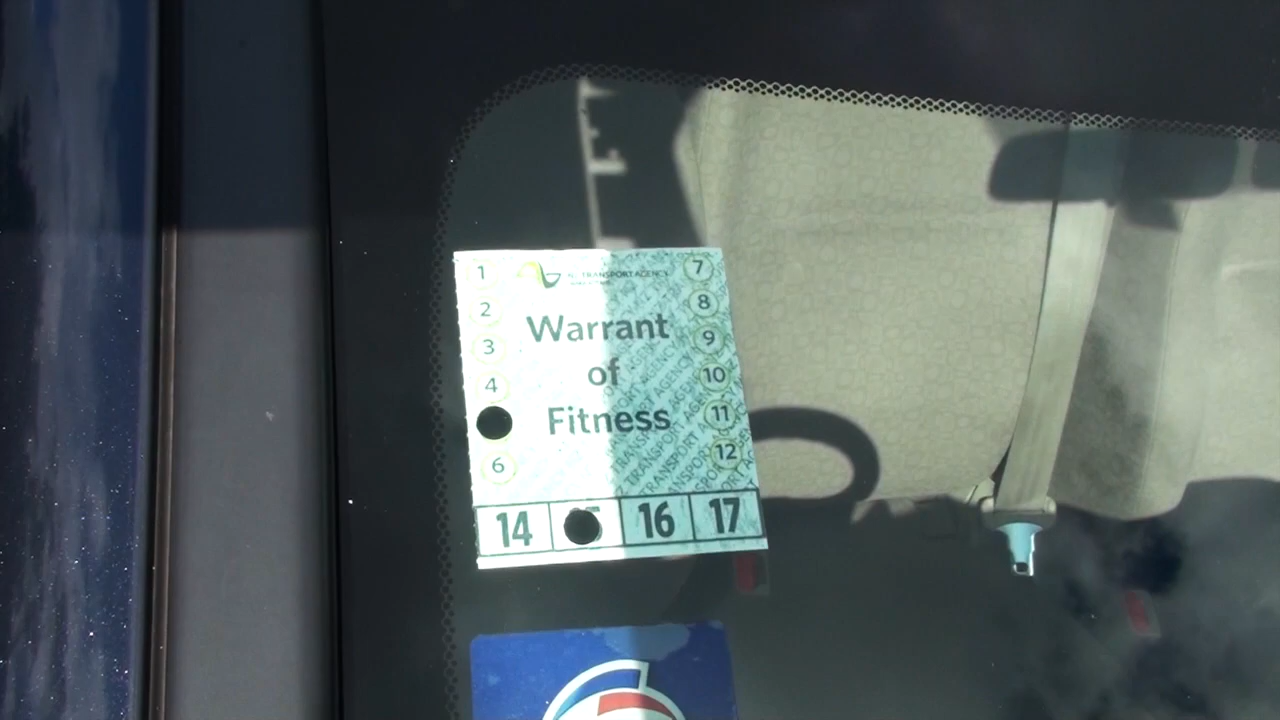 NZ TRANSPORT AGENCY
Warrant
of
Fitness
1 7
2 8
3 9
4 10
11
6 12
14 16 17